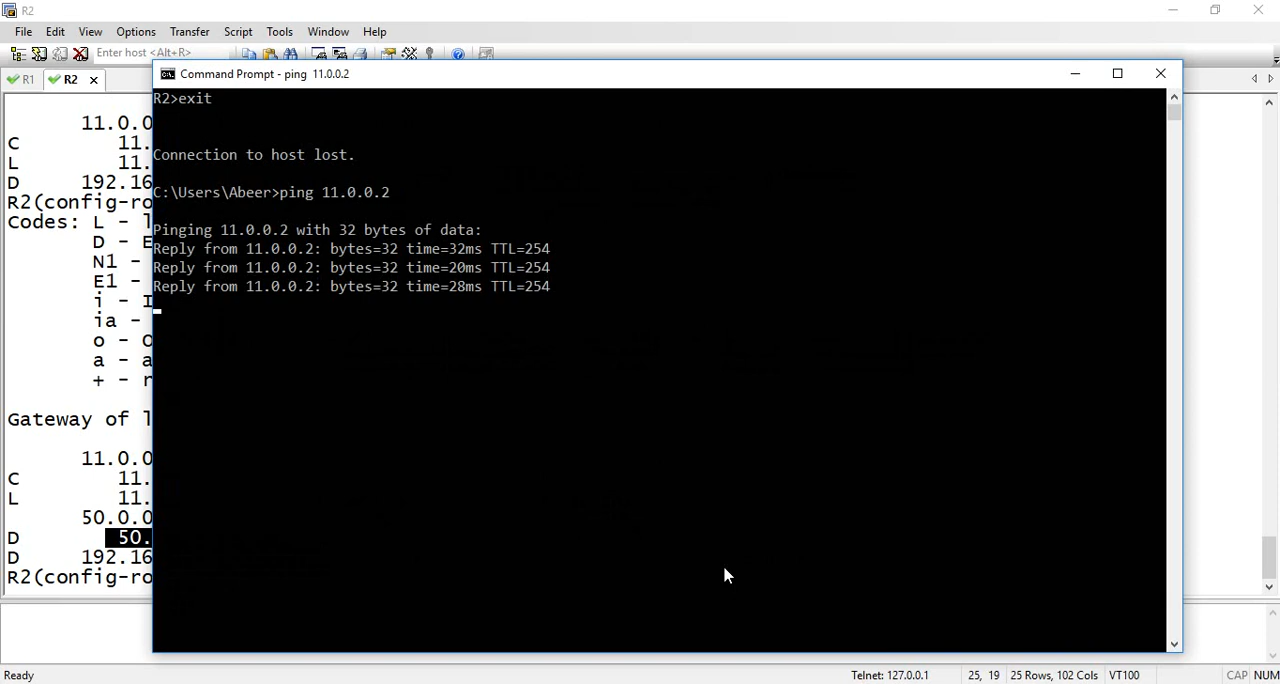 R2
File Edit View Options Transfer Script Tools Window Help
Enter host <Alt+R>
R1 R2
Command Prompt - ping 11.0.0.2
R2>exit
Connection to host lost.
C:\Users\Abeer>ping 11.0.0.2
Pinging 11.0.0.2 with 32 bytes of data:
Reply from 11.0.0.2: bytes=32 time=32ms TTL=254
Reply from 11.0.0.2: bytes=32 time=20ms TTL=254
Reply from 11.0.0.2: bytes=32 time=28ms TTL=254
11.0.0
C 11.
L 11.
D 192.16
R2(config-ro
Codes: L - l
D - E
N1 -
E1 -
i - I
ia -
o - O
a - a
+ - r
Gateway of l
11.0.0
C 11.
L 11.
50.0.0
D 50.
D 192.16
R2(config-ro
Ready Telnet: 127.0.0.1 25, 19 25 Rows, 102 Cols VT100 CAP NUM